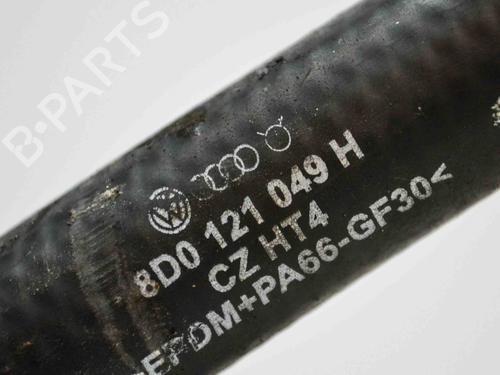 B-PARTS
8D0 121 049 H
CZ HT4
EPDM+PA66-GF30<